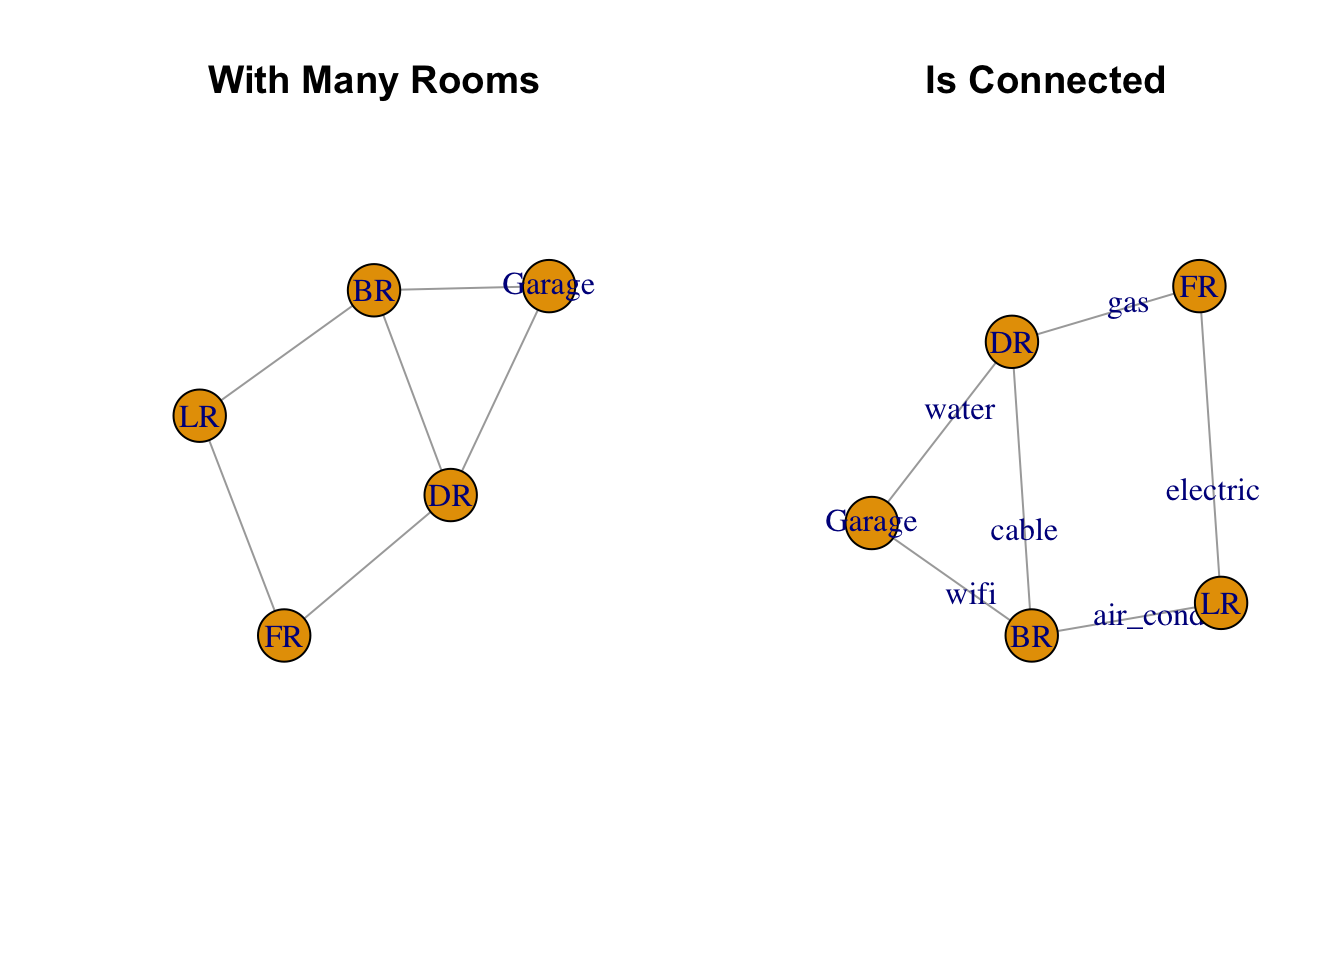 With Many Rooms
BR
Garage
LR
DR
FR
Is Connected
FR
gas
DR
water
electric
Garage
cable
wifi
LR
air_cond
BR